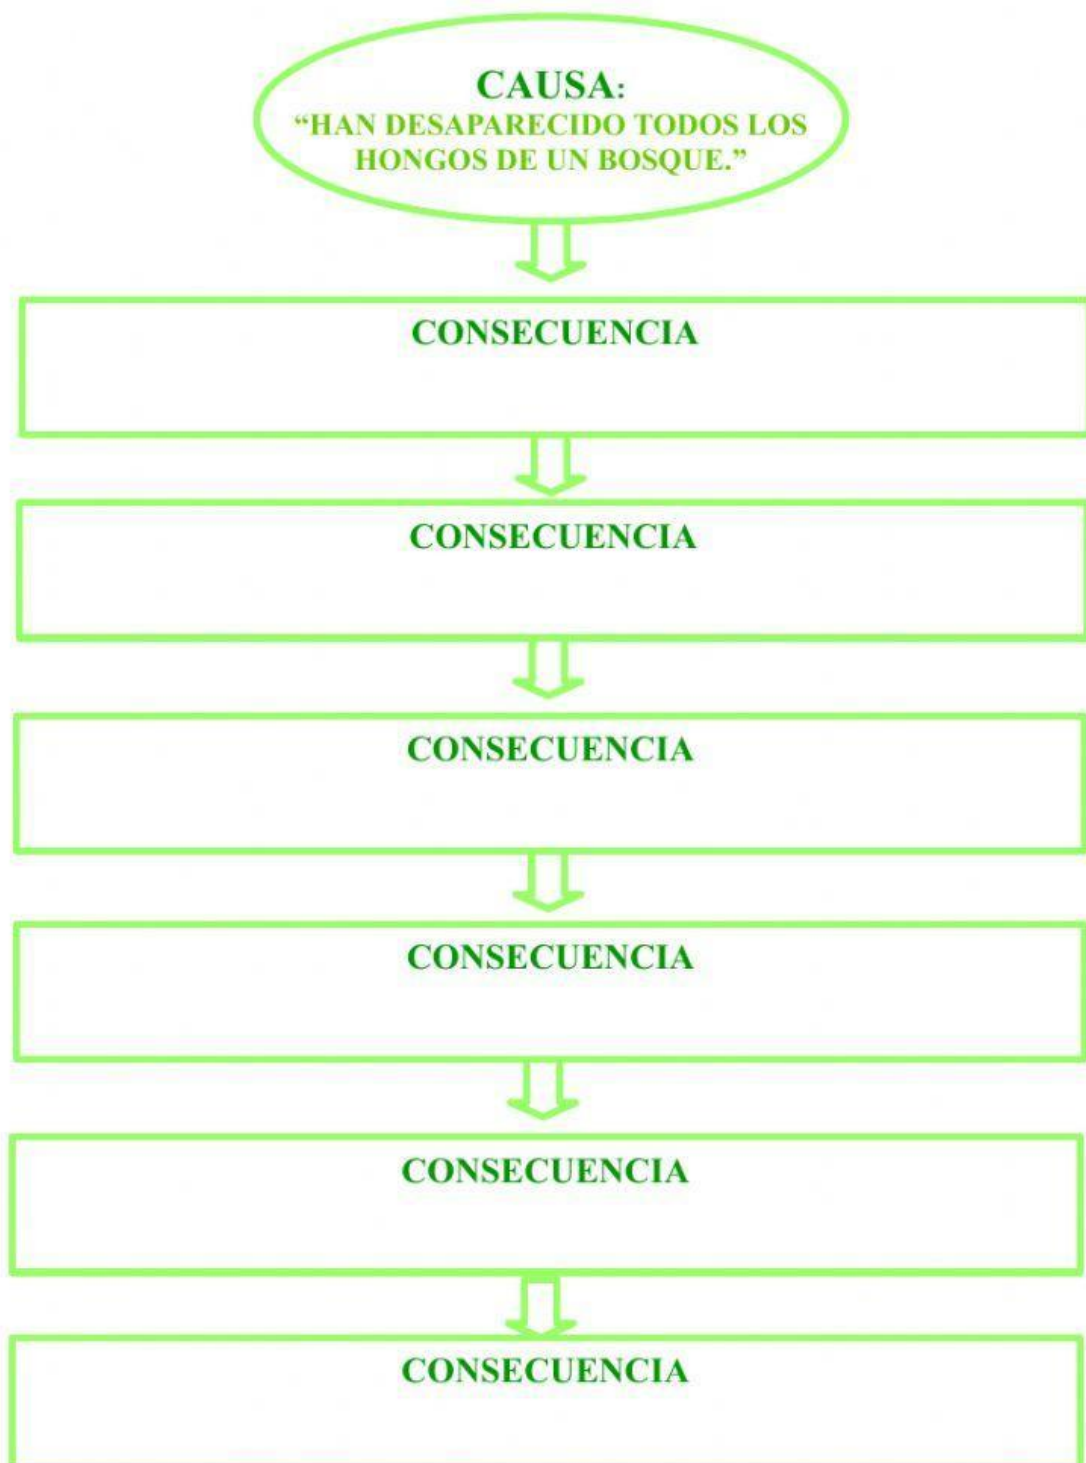 CAUSA:
“HAN DESAPARECIDO TODOS LOS
HONGOS DE UN BOSQUE.”
CONSECUENCIA
CONSECUENCIA
CONSECUENCIA
CONSECUENCIA
CONSECUENCIA
CONSECUENCIA